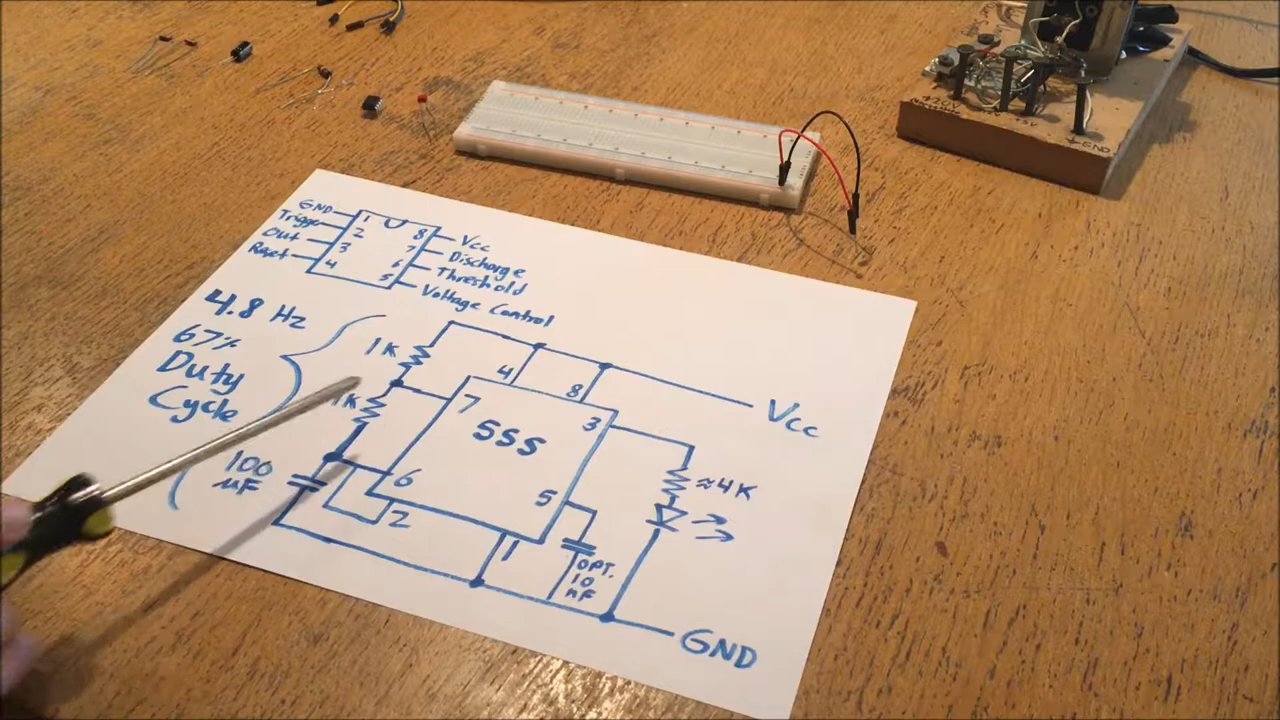 GND
Trigger
Out
Reset
1
2
3
4
8
7
6
5
Vcc
Discharge
Threshold
Voltage Control
4.8 Hz
67%
Duty
Cycle
1K
1K
100
µF
4
8
7
3
555
6
5
2
1
≈4K
OPT.
10
nF
Vcc
GND
GND